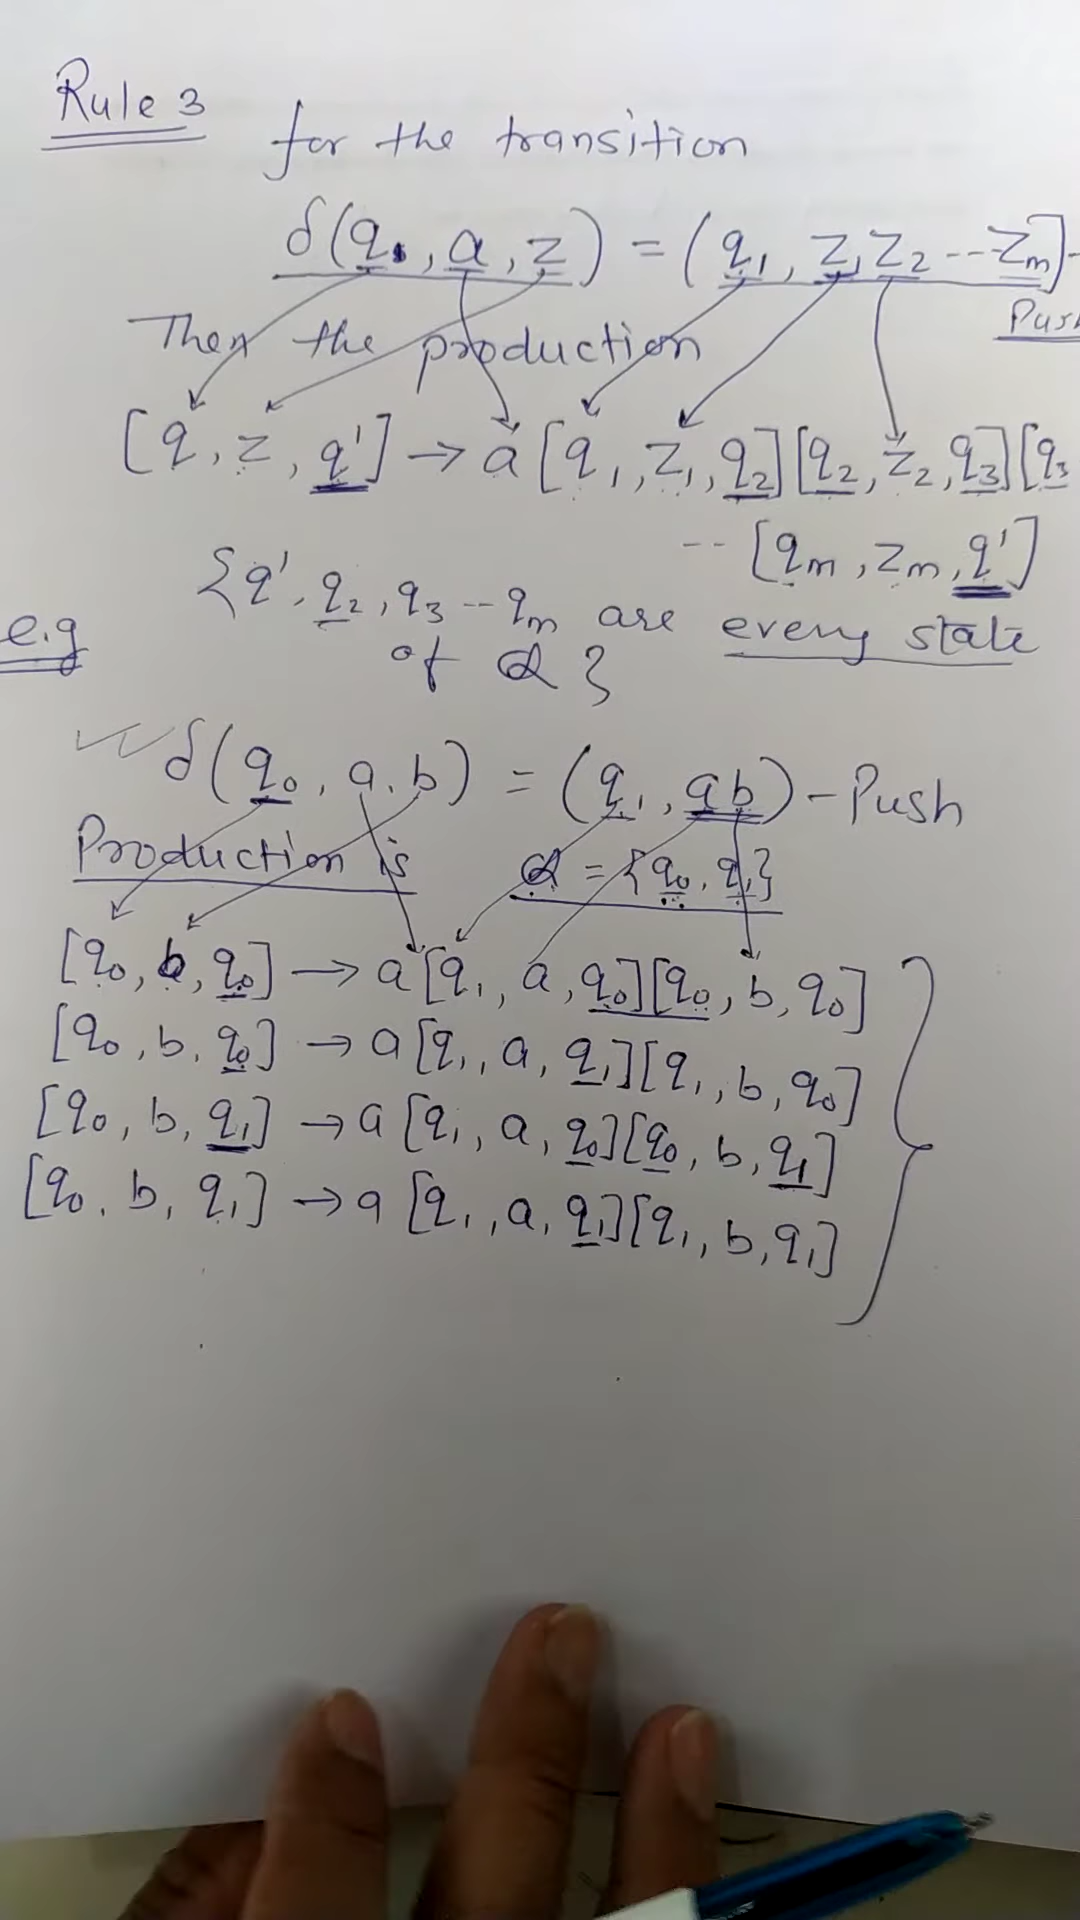 Rule 3
for the transition
δ(q, a, z) = (q₁, z₁z₂--zₘ)-
Push
Then the production
[q, z, q'] → a[q₁, z₁, q₂][q₂, z₂, q₃][q₃
--[qₘ, zₘ, q']
{q', q₂, q₃--qₘ are every state
of Q}
e.g
δ(q₀, a, b) = (q₁, ab) - Push
Production is
Q = {q₀, q₁}
[q₀, b, q₀] → a[q₁, a, q₀][q₀, b, q₀]
[q₀, b, q₀] → a[q₁, a, q₁][q₁, b, q₀]
[q₀, b, q₁] → a[q₁, a, q₀][q₀, b, q₁]
[q₀, b, q₁] → a[q₁, a, q₁][q₁, b, q₁]